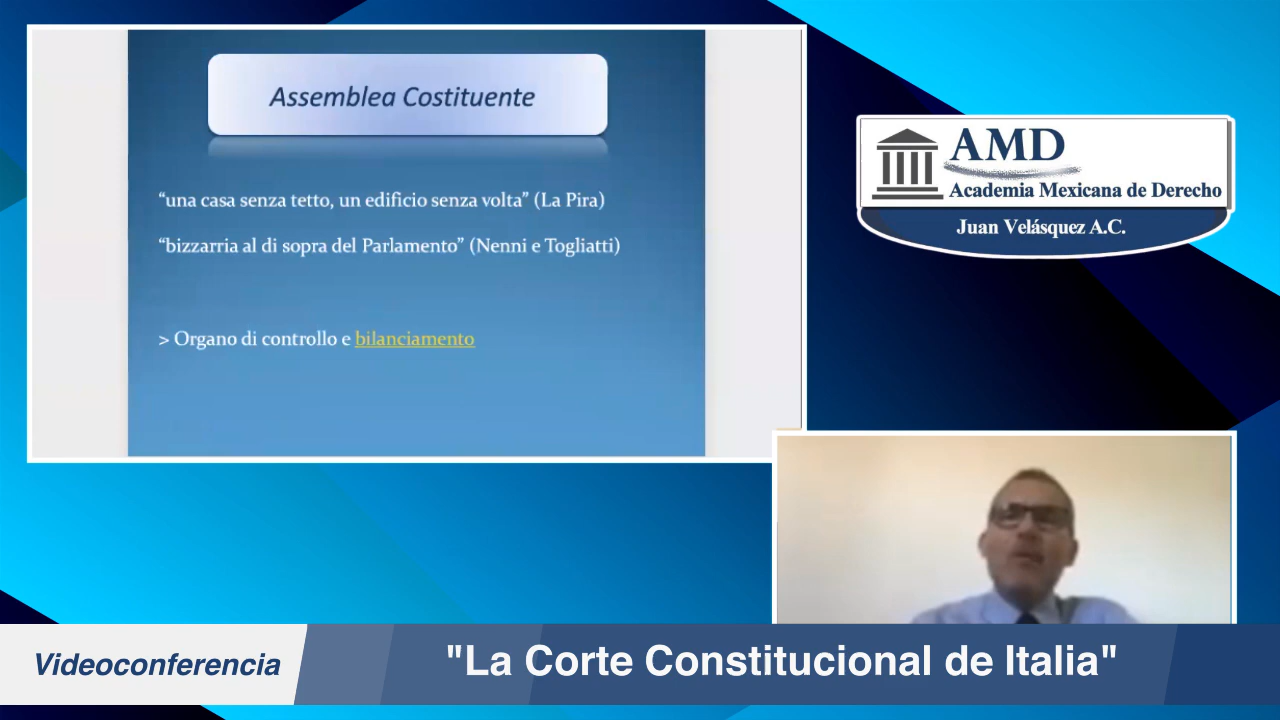 Assemblea Costituente
“una casa senza tetto, un edificio senza volta” (La Pira)
“bizzarria al di sopra del Parlamento” (Nenni e Togliatti)
> Organo di controllo e bilanciamento
AMD
Academia Mexicana de Derecho
Juan Velásquez A.C.
Videoconferencia
"La Corte Constitucional de Italia"